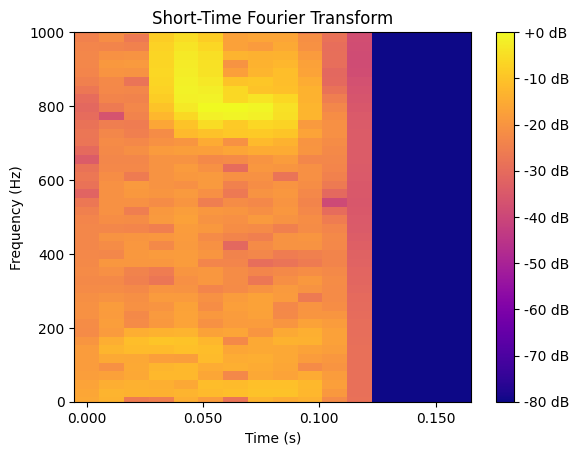 Short-Time Fourier Transform
1000
800
600
400
200
0
Frequency (Hz)
0.000
0.050
0.100
0.150
Time (s)
+0 dB
-10 dB
-20 dB
-30 dB
-40 dB
-50 dB
-60 dB
-70 dB
-80 dB